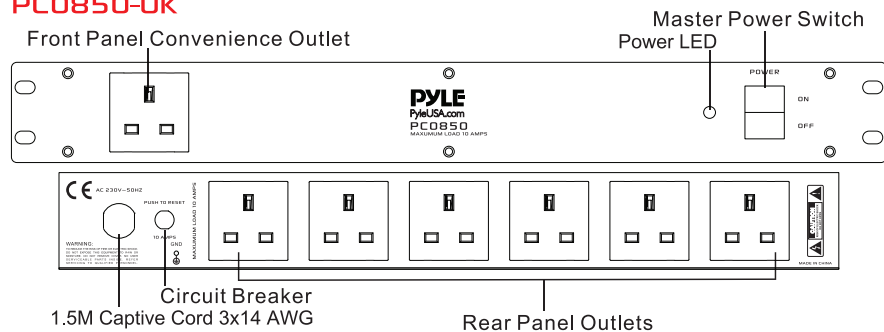 PCO850-UK
Master Power Switch
Front Panel Convenience Outlet
Power LED
POWER
ON
OFF
PYLE
PyleUSA.com
PCO850
MAXUMUM LOAD 10 AMPS
CE AC 230V~50HZ
PUSH TO RESET
10 AMPS
GND
MAXUMUM LOAD 10 AMPS
WARNING:
MADE IN CHINA
Circuit Breaker
1.5M Captive Cord 3x14 AWG
Rear Panel Outlets